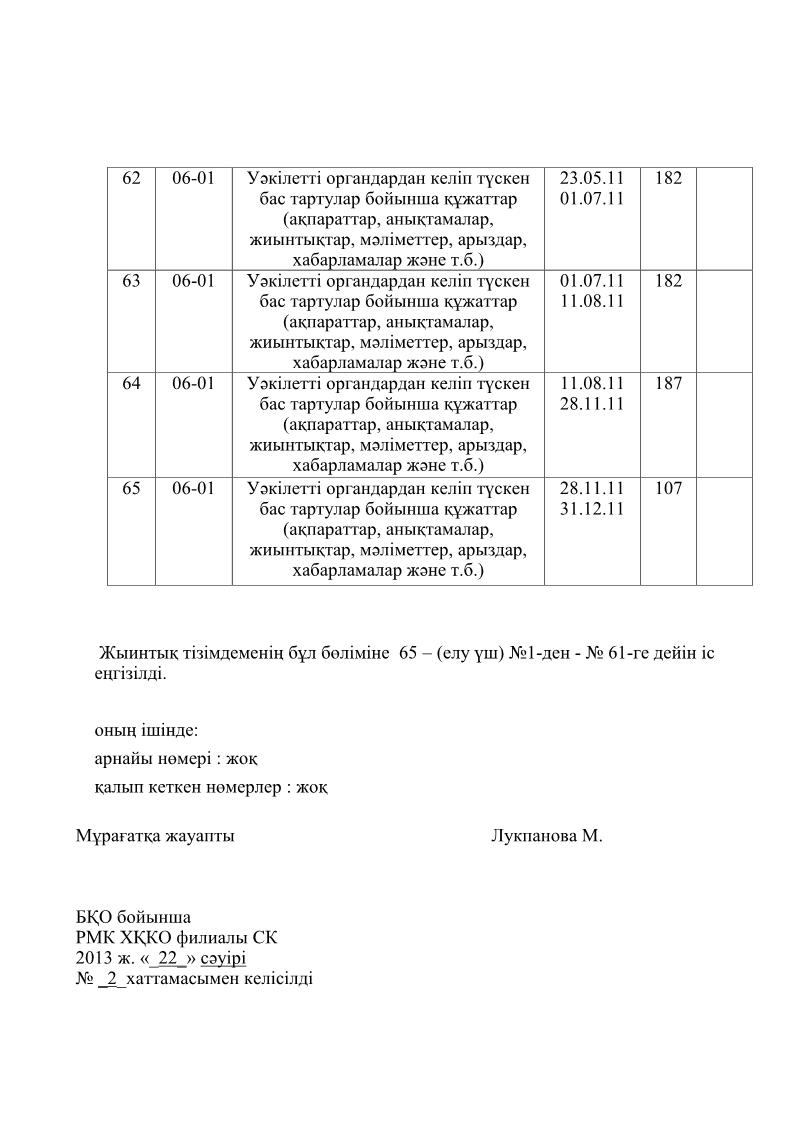 62 06-01 Уәкілетті органдардан келіп түскен 23.05.11 182
бас тартулар бойынша құжаттар 01.07.11
(ақпараттар, анықтамалар,
жиынтықтар, мәліметтер, арыздар,
хабарламалар және т.б.)
63 06-01 Уәкілетті органдардан келіп түскен 01.07.11 182
бас тартулар бойынша құжаттар 11.08.11
(ақпараттар, анықтамалар,
жиынтықтар, мәліметтер, арыздар,
хабарламалар және т.б.)
64 06-01 Уәкілетті органдардан келіп түскен 11.08.11 187
бас тартулар бойынша құжаттар 28.11.11
(ақпараттар, анықтамалар,
жиынтықтар, мәліметтер, арыздар,
хабарламалар және т.б.)
65 06-01 Уәкілетті органдардан келіп түскен 28.11.11 107
бас тартулар бойынша құжаттар 31.12.11
(ақпараттар, анықтамалар,
жиынтықтар, мәліметтер, арыздар,
хабарламалар және т.б.)
Жыинтық тізімдеменің бұл бөліміне 65 – (елу үш) №1-ден - № 61-ге дейін іс
еңгізілді.
оның ішінде:
арнайы нөмері : жоқ
қалып кеткен нөмерлер : жоқ
Мұрағатқа жауапты Лукпанова М.
БҚО бойынша
РМК ХҚКО филиалы СК
2013 ж. «_22_» сәуірі
№ _2_хаттамасымен келісілді